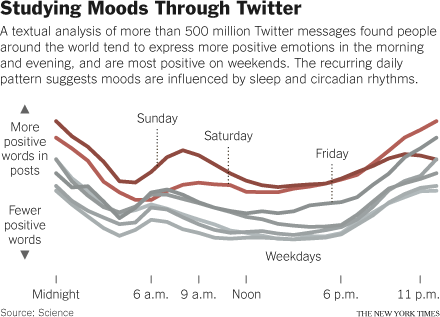 Studying Moods Through Twitter
A textual analysis of more than 500 million Twitter messages found people
around the world tend to express more positive emotions in the morning
and evening, and are most positive on weekends. The recurring daily
pattern suggests moods are influenced by sleep and circadian rhythms.
More
positive
words in
posts
Sunday
Saturday
Friday
Fewer
positive
words
Weekdays
Midnight 6 a.m. 9 a.m. Noon 6 p.m. 11 p.m.
Source: Science THE NEW YORK TIMES